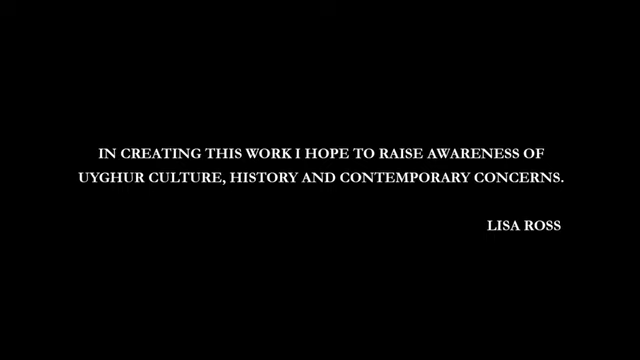 IN CREATING THIS WORK I HOPE TO RAISE AWARENESS OF
UYGHUR CULTURE, HISTORY AND CONTEMPORARY CONCERNS.
LISA ROSS